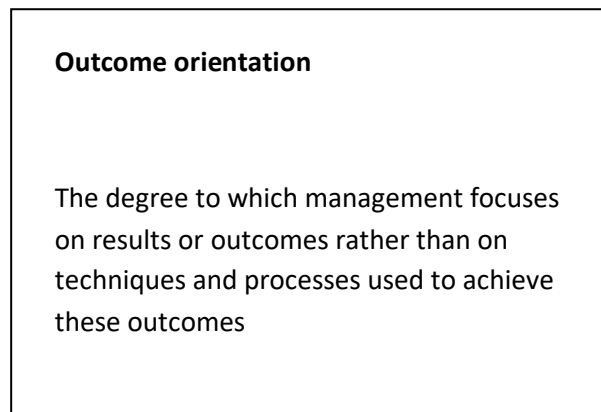 Outcome orientation
The degree to which management focuses
on results or outcomes rather than on
techniques and processes used to achieve
these outcomes